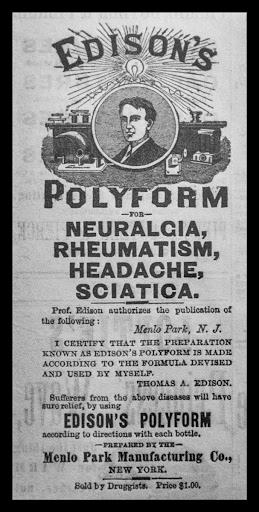 EDISON'S
POLYFORM
—FOR—
NEURALGIA,
RHEUMATISM,
HEADACHE,
SCIATICA.
Prof. Edison authorizes the publication of
the following:
Menlo Park, N. J.
I CERTIFY THAT THE PREPARATION
KNOWN AS EDISON'S POLYFORM IS MADE
ACCORDING TO THE FORMULA DEVISED
AND USED BY MYSELF.
THOMAS A. EDISON.
Sufferers from the above diseases will have
sure relief, by using
EDISON'S POLYFORM
according to directions with each bottle.
—PREPARED BY THE—
Menlo Park Manufacturing Co.,
NEW YORK.
Sold by Druggists. Price $1.00.